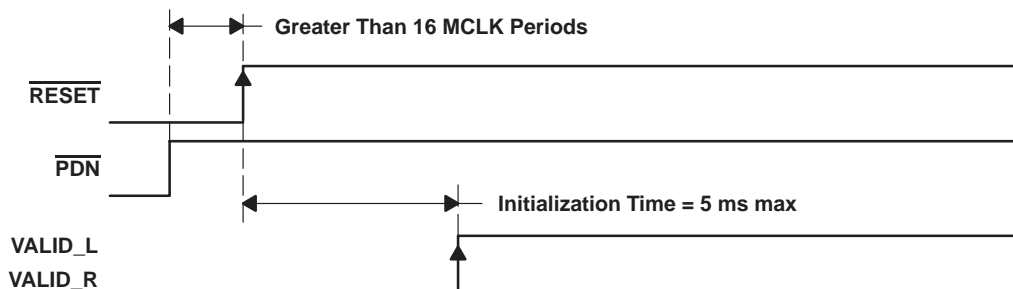 Greater Than 16 MCLK Periods
RESET
PDN
Initialization Time = 5 ms max
VALID_L
VALID_R